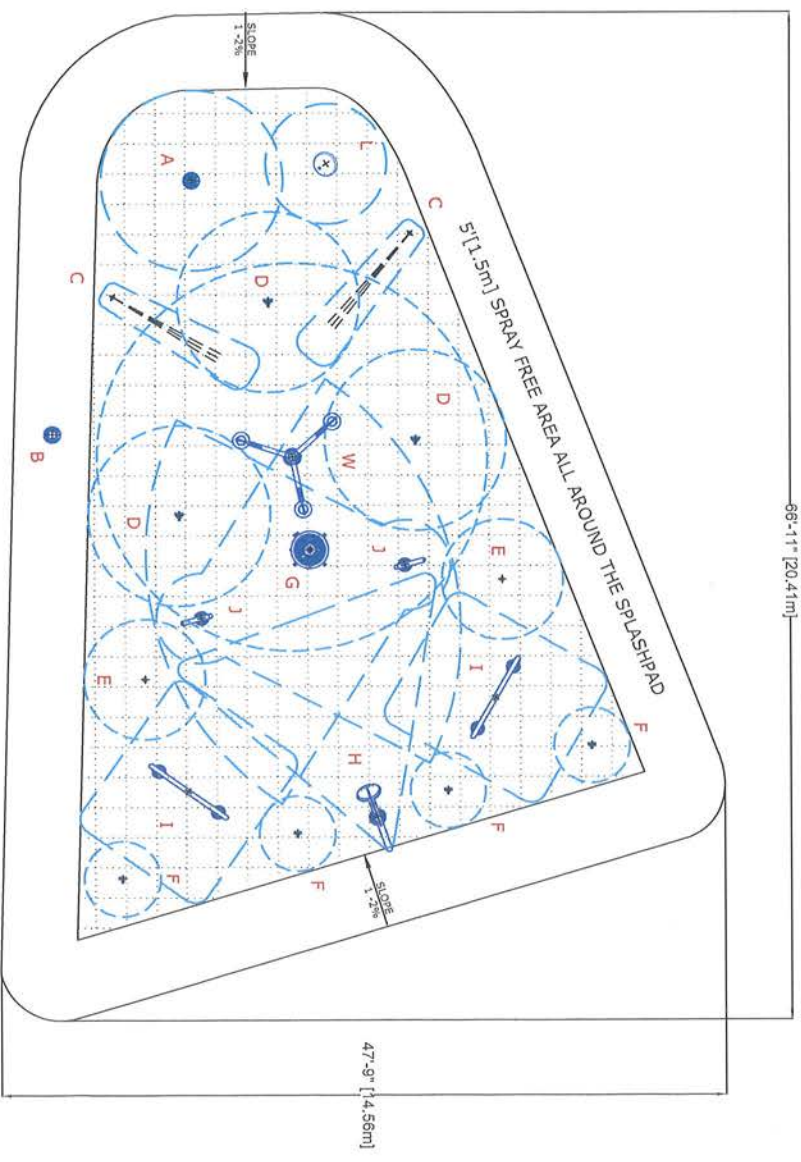 66'-11" [20.41m]
47'-9" [14.56m]
5'[1.5m] SPRAY FREE AREA ALL AROUND THE SPLASHPAD
SLOPE
1 -2%
SLOPE
1 -2%
L
A
C
C
D
D
D
B
W
G
J
J
E
E
I
I
H
F
F
F
F